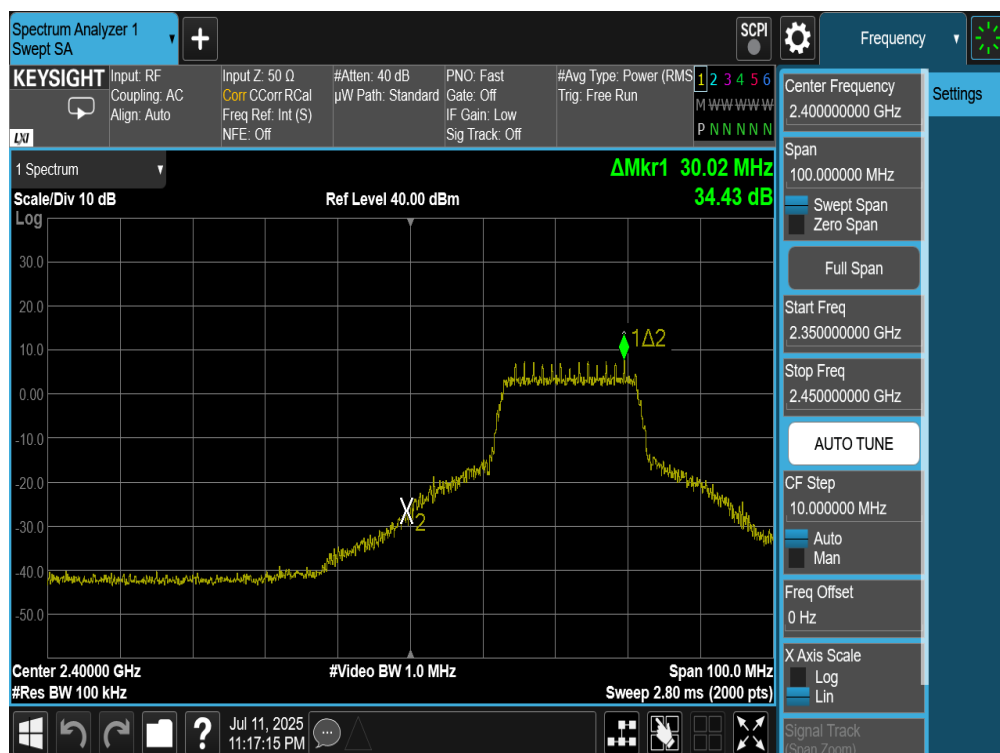 Spectrum Analyzer 1
Swept SA
+
SCPI
Frequency
KEYSIGHT
LXI
Input: RF
Coupling: AC
Align: Auto
Input Z: 50 Ω
Corr CCorr RCal
Freq Ref: Int (S)
NFE: Off
#Atten: 40 dB
µW Path: Standard
PNO: Fast
Gate: Off
IF Gain: Low
Sig Track: Off
#Avg Type: Power (RMS
Trig: Free Run
1 2 3 4 5 6
M W W W W W
P N N N N N
1 Spectrum
ΔMkr1 30.02 MHz
34.43 dB
Scale/Div 10 dB
Ref Level 40.00 dBm
Log
30.0
20.0
10.0
0.00
-10.0
-20.0
-30.0
-40.0
-50.0
1Δ2
2
Center 2.40000 GHz
#Video BW 1.0 MHz
Span 100.0 MHz
#Res BW 100 kHz
Sweep 2.80 ms (2000 pts)
?
Jul 11, 2025
11:17:15 PM
Center Frequency
2.400000000 GHz
Settings
Span
100.000000 MHz
Swept Span
Zero Span
Full Span
Start Freq
2.350000000 GHz
Stop Freq
2.450000000 GHz
AUTO TUNE
CF Step
10.000000 MHz
Auto
Man
Freq Offset
0 Hz
X Axis Scale
Log
Lin
Signal Track
(Span Zoom)